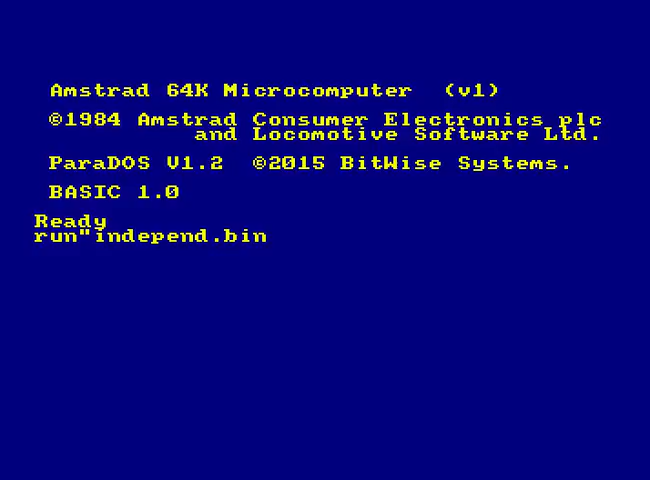 Amstrad 64K Microcomputer (v1)
©1984 Amstrad Consumer Electronics plc
and Locomotive Software Ltd.
ParaDOS V1.2 ©2015 BitWise Systems.
BASIC 1.0
Ready
run"independ.bin